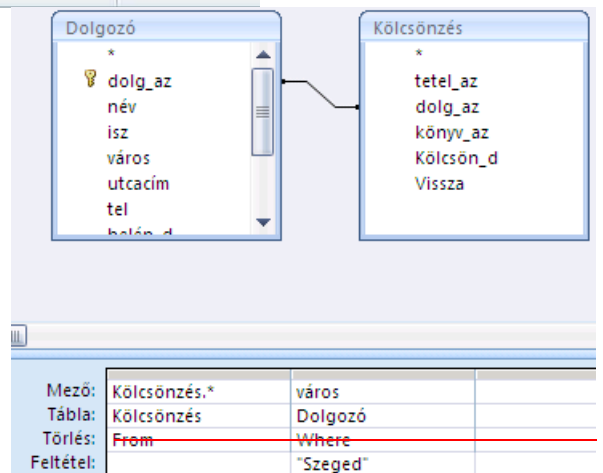 Dolgozó
*
dolg_az
név
isz
város
utcacím
tel
Kölcsönzés
*
tetel_az
dolg_az
könyv_az
Kölcsön_d
Vissza
Mező: Kölcsönzés.* város
Tábla: Kölcsönzés Dolgozó
Törlés: From Where
Feltétel: "Szeged"